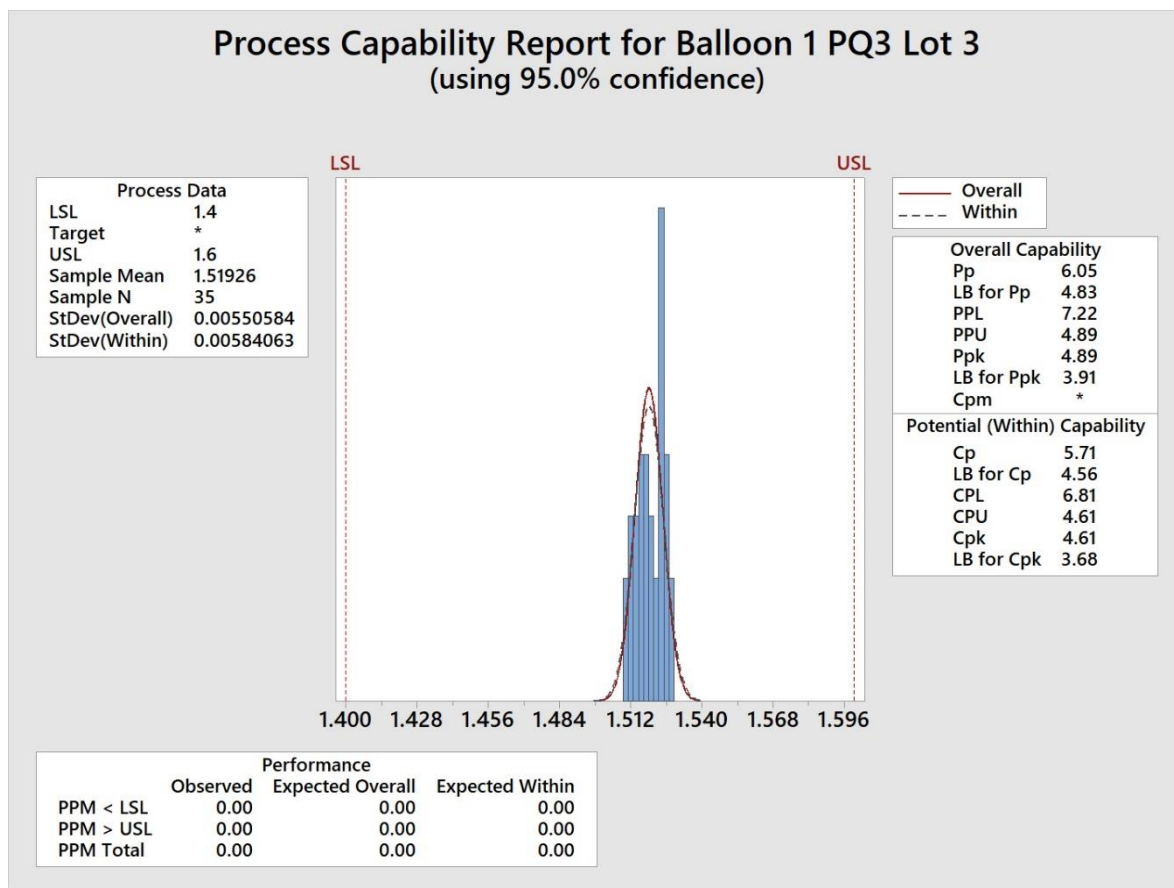 Process Capability Report for Balloon 1 PQ3 Lot 3
(using 95.0% confidence)
LSL USL
Process Data
LSL 1.4
Target *
USL 1.6
Sample Mean 1.51926
Sample N 35
StDev(Overall) 0.00550584
StDev(Within) 0.00584063
Overall
Within
Overall Capability
Pp 6.05
LB for Pp 4.83
PPL 7.22
PPU 4.89
Ppk 4.89
LB for Ppk 3.91
Cpm *
Potential (Within) Capability
Cp 5.71
LB for Cp 4.56
CPL 6.81
CPU 4.61
Cpk 4.61
LB for Cpk 3.68
1.400 1.428 1.456 1.484 1.512 1.540 1.568 1.596
Performance
Observed Expected Overall Expected Within
PPM < LSL 0.00 0.00 0.00
PPM > USL 0.00 0.00 0.00
PPM Total 0.00 0.00 0.00